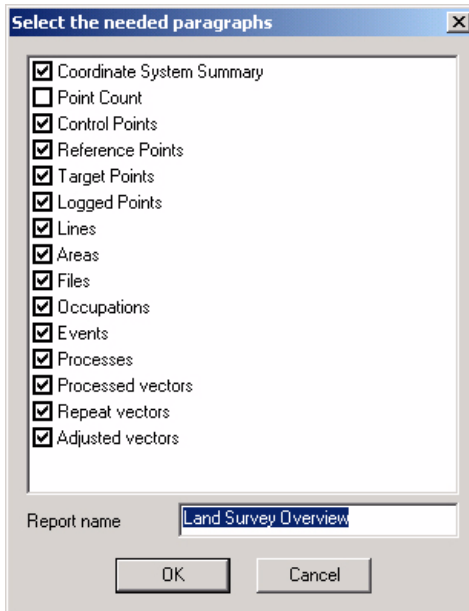 Select the needed paragraphs
Coordinate System Summary
Point Count
Control Points
Reference Points
Target Points
Logged Points
Lines
Areas
Files
Occupations
Events
Processes
Processed vectors
Repeat vectors
Adjusted vectors
Report name Land Survey Overview
OK Cancel